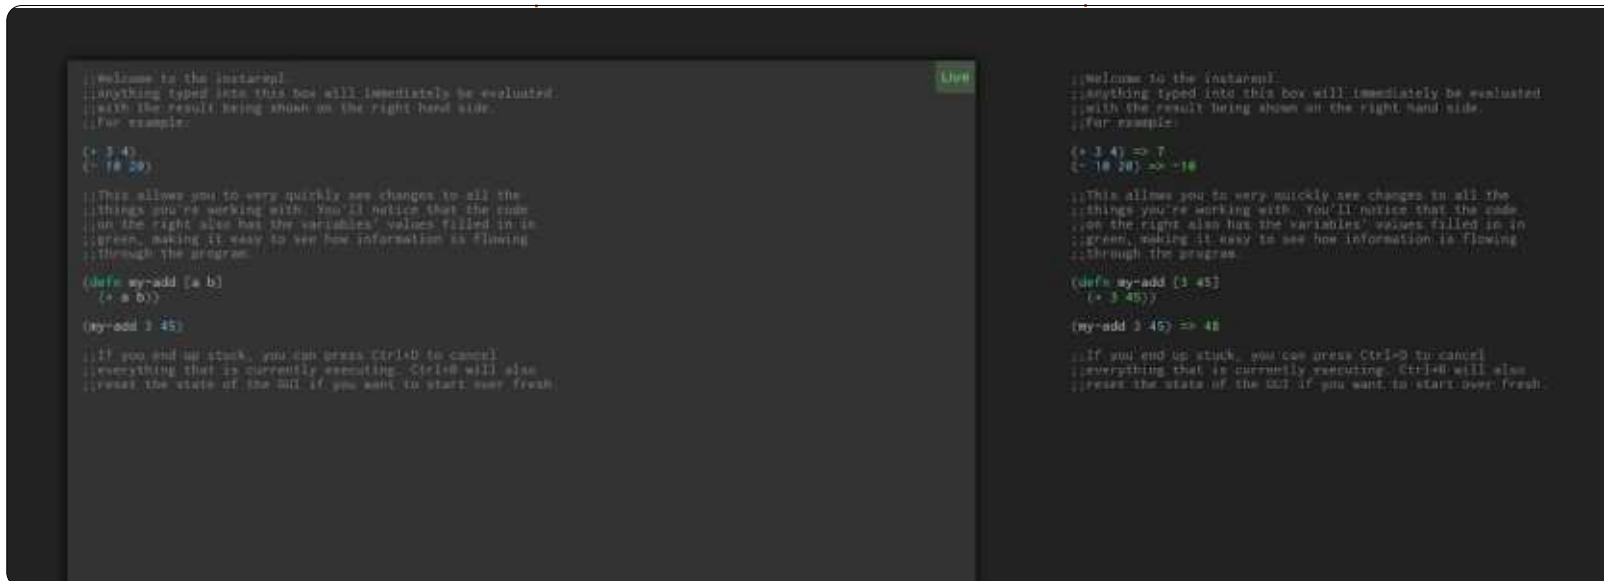 ;;Welcome to the instarepl.
;;anything typed into this box will immediately be evaluated
;;with the result being shown on the right hand side.
;;For example:
(+ 3 4)
(- 10 20)
;;This allows you to very quickly see changes to all the
;;things you're working with. You'll notice that the code
;;on the right also has the variables' values filled in in
;;green, making it easy to see how information is flowing
;;through the program.
(defn my-add [a b]
(+ a b))
(my-add 3 45)
;;If you end up stuck, you can press Ctrl+D to cancel
;;everything that is currently executing. Ctrl+R will also
;;reset the state of the GUI if you want to start over fresh.
Live
;;Welcome to the instarepl.
;;anything typed into this box will immediately be evaluated
;;with the result being shown on the right hand side.
;;For example:
(+ 3 4) => 7
(- 10 20) => -10
;;This allows you to very quickly see changes to all the
;;things you're working with. You'll notice that the code
;;on the right also has the variables' values filled in in
;;green, making it easy to see how information is flowing
;;through the program.
(defn my-add [3 45]
(+ 3 45))
(my-add 3 45) => 48
;;If you end up stuck, you can press Ctrl+D to cancel
;;everything that is currently executing. Ctrl+R will also
;;reset the state of the GUI if you want to start over fresh.